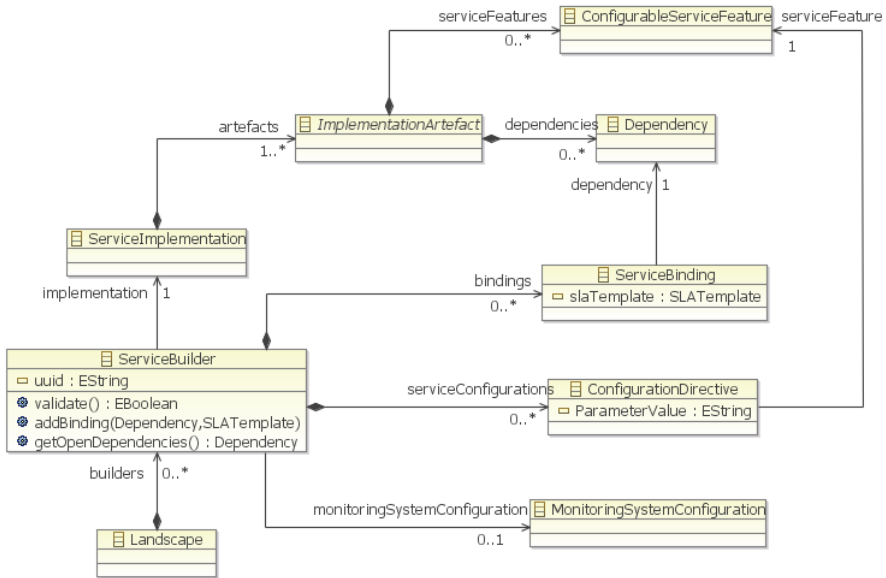 serviceFeatures
ConfigurableServiceFeature
serviceFeature
0..*
1
artefacts
ImplementationArtefact
dependencies
Dependency
1..*
0..*
dependency
1
ServiceImplementation
implementation
1
bindings
0..*
ServiceBinding
slaTemplate : SLATemplate
ServiceBuilder
uuid : EString
validate() : EBoolean
addBinding(Dependency,SLATemplate)
getOpenDependencies() : Dependency
serviceConfigurations
0..*
ConfigurationDirective
ParameterValue : EString
builders
0..*
monitoringSystemConfiguration
0..1
MonitoringSystemConfiguration
Landscape